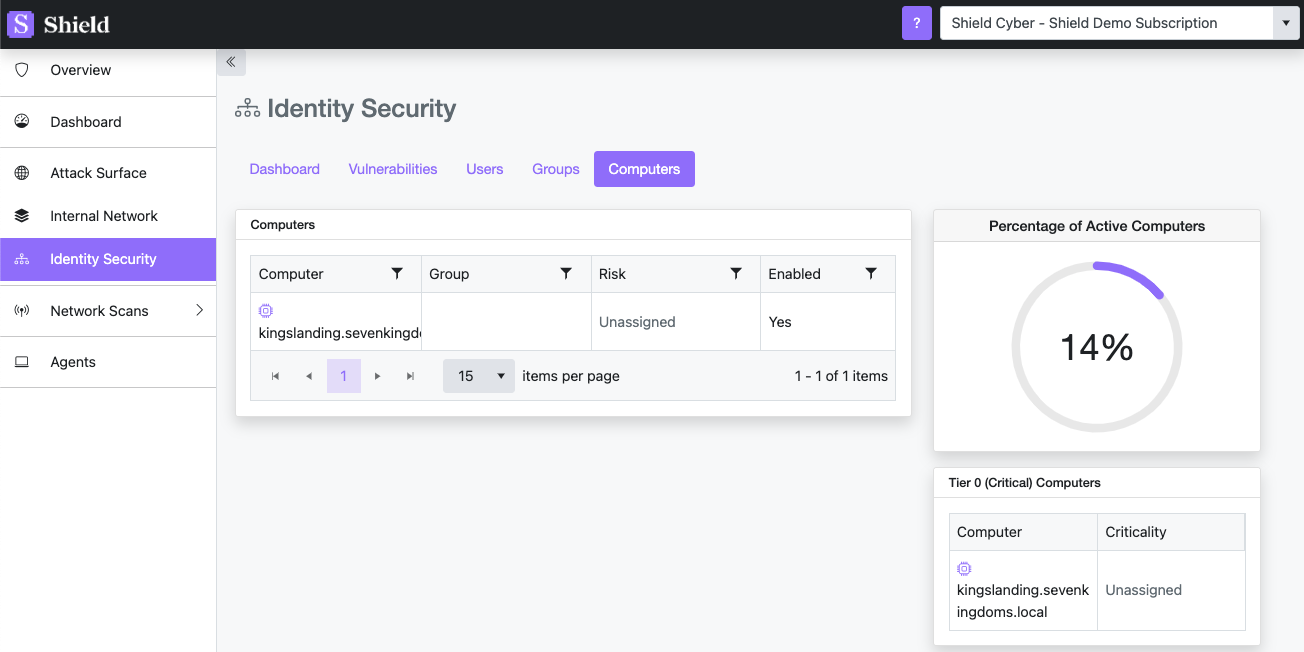 S Shield
?
Shield Cyber - Shield Demo Subscription
Overview
Dashboard
Attack Surface
Internal Network
Identity Security
Network Scans
Agents
Identity Security
Dashboard Vulnerabilities Users Groups Computers
Computers
Computer Group Risk Enabled
kingslanding.sevenkingd
Unassigned Yes
1 15 items per page 1 - 1 of 1 items
Percentage of Active Computers
14%
Tier 0 (Critical) Computers
Computer Criticality
kingslanding.sevenk
ingdoms.local
Unassigned